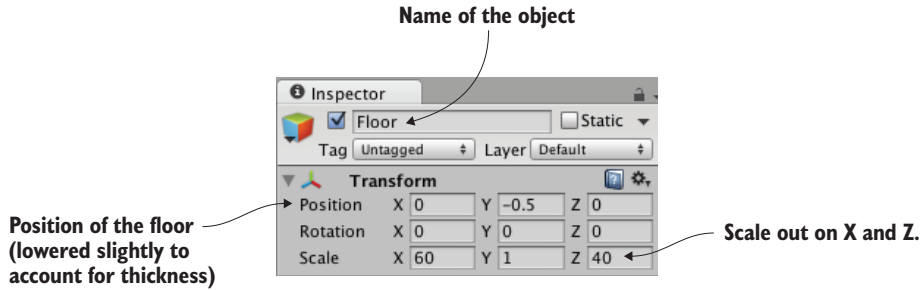 Name of the object
Inspector
Floor
Static
Tag Untagged Layer Default
Transform
Position X 0 Y -0.5 Z 0
Rotation X 0 Y 0 Z 0
Scale X 60 Y 1 Z 40
Position of the floor
(lowered slightly to
account for thickness)
Scale out on X and Z.